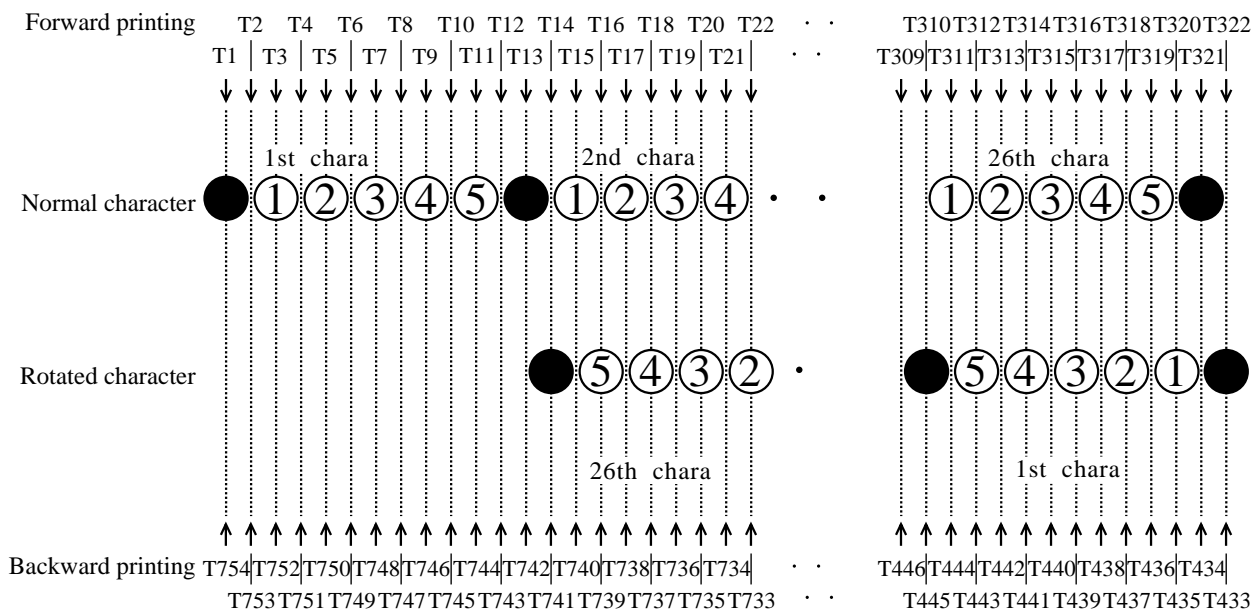 Forward printing T2 T4 T6 T8 T10 T12 T14 T16 T18 T20 T22 · · T310 T312 T314 T316 T318 T320 T322
T1 T3 T5 T7 T9 T11 T13 T15 T17 T19 T21 · · T309 T311 T313 T315 T317 T319 T321
1st chara 2nd chara 26th chara
Normal character 1 2 3 4 5 1 2 3 4 · · 1 2 3 4 5
Rotated character 5 4 3 2 · 5 4 3 2 1
26th chara 1st chara
Backward printing T754 T752 T750 T748 T746 T744 T742 T740 T738 T736 T734 · · T446 T444 T442 T440 T438 T436 T434
T753 T751 T749 T747 T745 T743 T741 T739 T737 T735 T733 · · T445 T443 T441 T439 T437 T435 T433